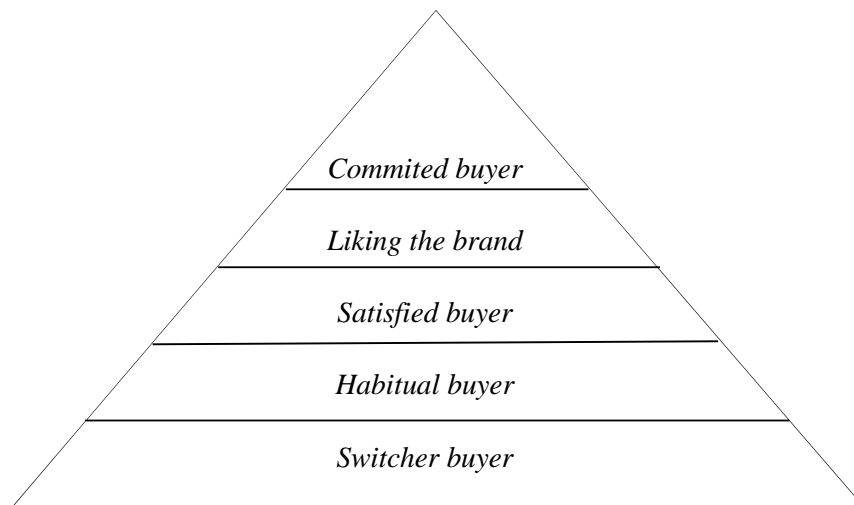 Commited buyer
Liking the brand
Satisfied buyer
Habitual buyer
Switcher buyer